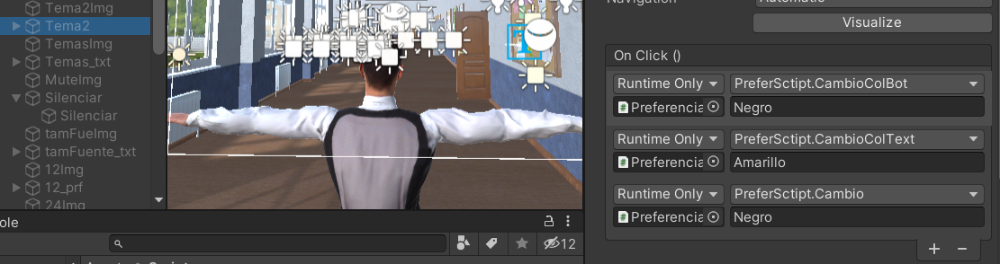 Tema2Img
Tema2
TemasImg
Temas_txt
MuteImg
Silenciar
Silenciar
tamFueImg
tamFuente_txt
12Img
12_prf
24Img
ole
12
Navigation
Automatic
Visualize
On Click ()
Runtime Only PreferSctipt.CambioColBot
Preferencia Negro
Runtime Only PreferSctipt.CambioColText
Preferencia Amarillo
Runtime Only PreferSctipt.Cambio
Preferencia Negro